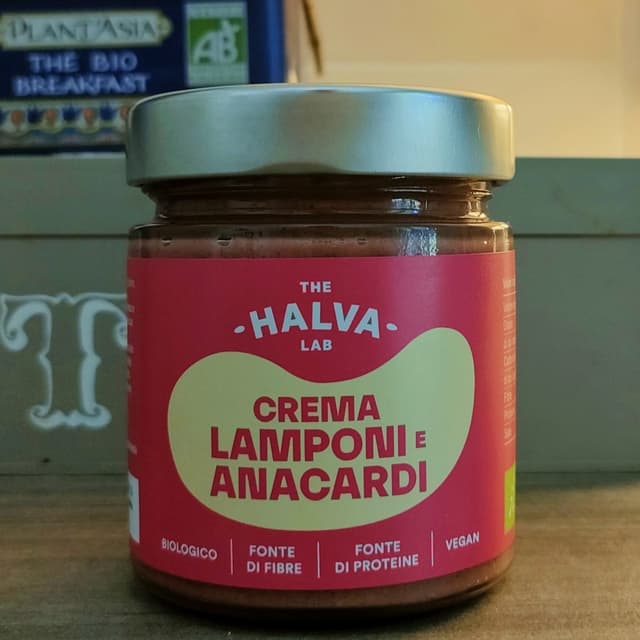 PLANT'ASIA
THE BIO
BREAKFAST
AB
THE
HALVA
LAB
CREMA
LAMPONI E
ANACARDI
BIOLOGICO
FONTE
DI FIBRE
FONTE
DI PROTEINE
VEGAN
T